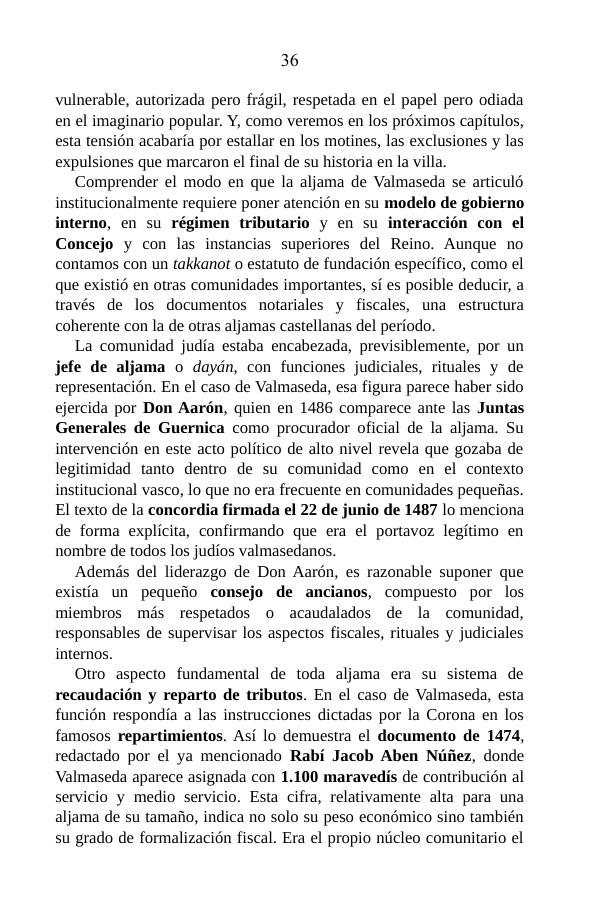 36
vulnerable, autorizada pero frágil, respetada en el papel pero odiada
en el imaginario popular. Y, como veremos en los próximos capítulos,
esta tensión acabaría por estallar en los motines, las exclusiones y las
expulsiones que marcaron el final de su historia en la villa.
Comprender el modo en que la aljama de Valmaseda se articuló
institucionalmente requiere poner atención en su modelo de gobierno
interno, en su régimen tributario y en su interacción con el
Concejo y con las instancias superiores del Reino. Aunque no
contamos con un takkanot o estatuto de fundación específico, como el
que existió en otras comunidades importantes, sí es posible deducir, a
través de los documentos notariales y fiscales, una estructura
coherente con la de otras aljamas castellanas del período.
La comunidad judía estaba encabezada, previsiblemente, por un
jefe de aljama o dayán, con funciones judiciales, rituales y de
representación. En el caso de Valmaseda, esa figura parece haber sido
ejercida por Don Aarón, quien en 1486 comparece ante las Juntas
Generales de Guernica como procurador oficial de la aljama. Su
intervención en este acto político de alto nivel revela que gozaba de
legitimidad tanto dentro de su comunidad como en el contexto
institucional vasco, lo que no era frecuente en comunidades pequeñas.
El texto de la concordia firmada el 22 de junio de 1487 lo menciona
de forma explícita, confirmando que era el portavoz legítimo en
nombre de todos los judíos valmasedanos.
Además del liderazgo de Don Aarón, es razonable suponer que
existía un pequeño consejo de ancianos, compuesto por los
miembros más respetados o acaudalados de la comunidad,
responsables de supervisar los aspectos fiscales, rituales y judiciales
internos.
Otro aspecto fundamental de toda aljama era su sistema de
recaudación y reparto de tributos. En el caso de Valmaseda, esta
función respondía a las instrucciones dictadas por la Corona en los
famosos repartimientos. Así lo demuestra el documento de 1474,
redactado por el ya mencionado Rabí Jacob Aben Núñez, donde
Valmaseda aparece asignada con 1.100 maravedís de contribución al
servicio y medio servicio. Esta cifra, relativamente alta para una
aljama de su tamaño, indica no solo su peso económico sino también
su grado de formalización fiscal. Era el propio núcleo comunitario el